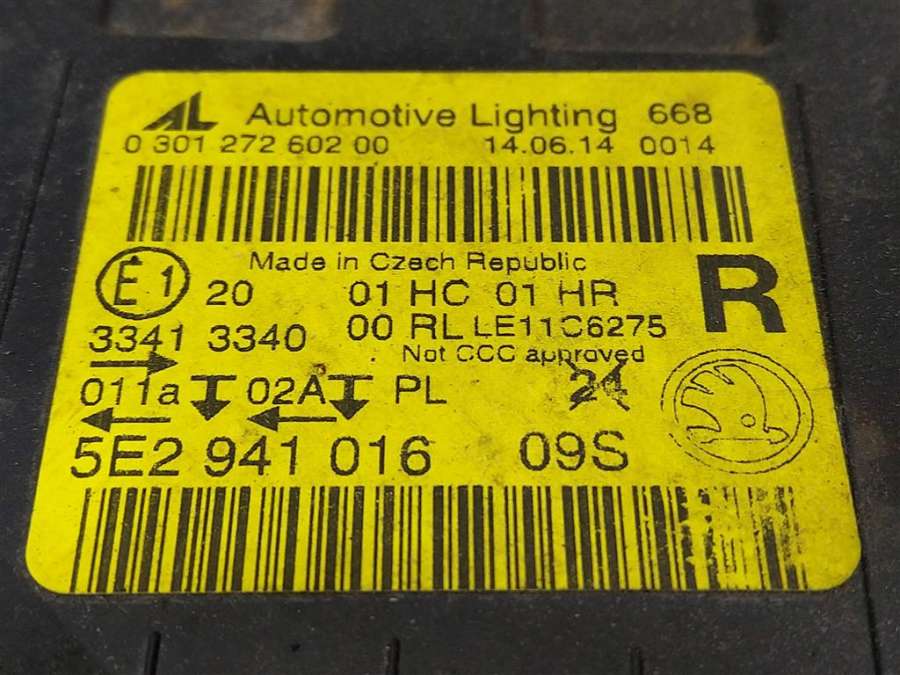 AL Automotive Lighting 668
0 301 272 602 00 14.06.14 0014
Made in Czech Republic
E1 20 01 HC 01 HR R
3341 3340 00 RL LE11C6275
Not CCC approved
011a 02A PL 24
5E2 941 016 09S